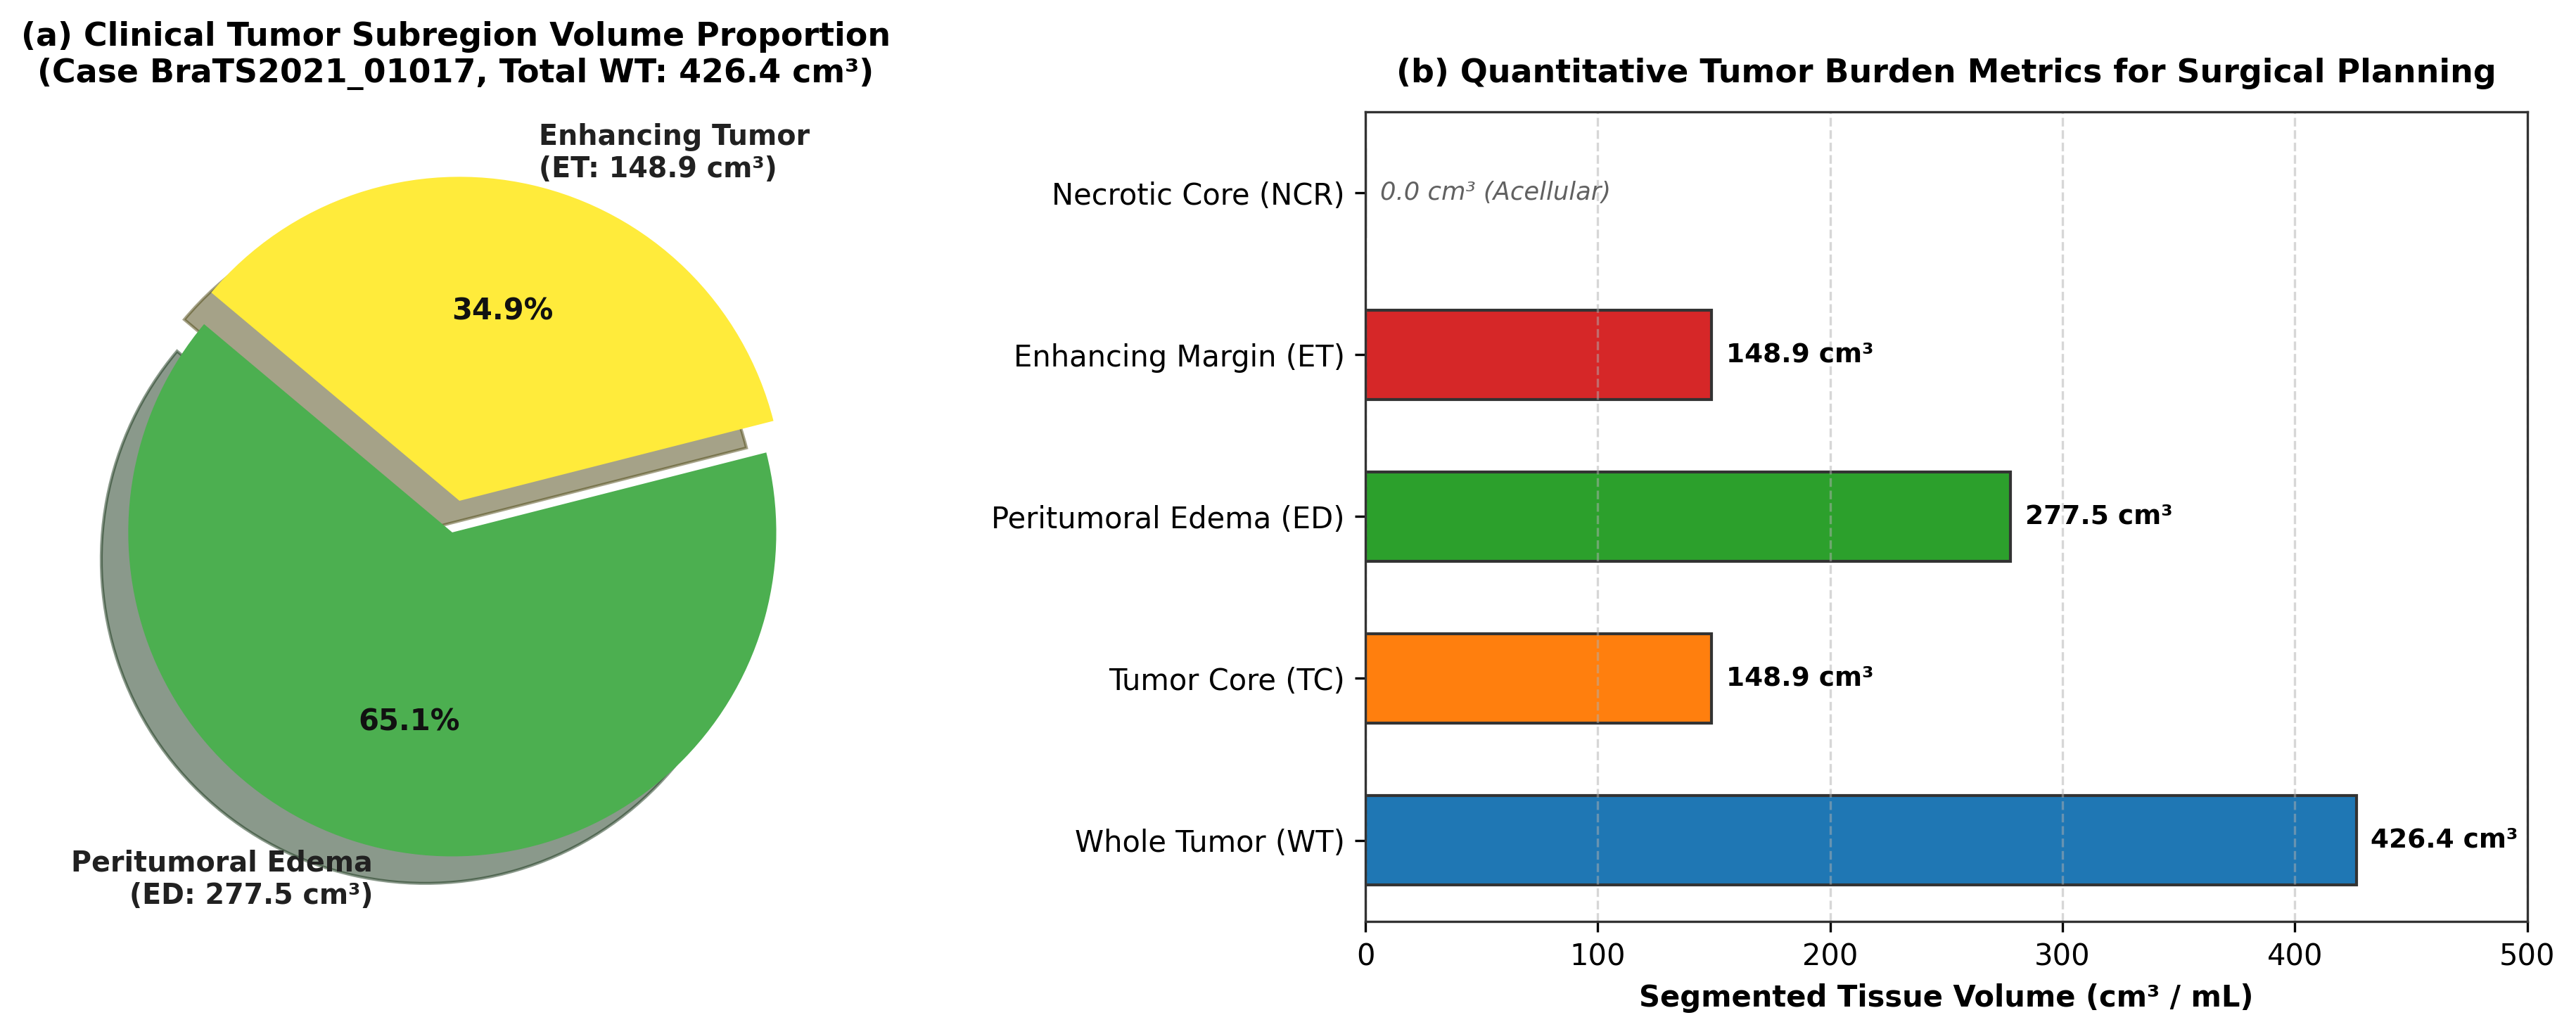 (a) Clinical Tumor Subregion Volume Proportion
(Case BraTS2021_01017, Total WT: 426.4 cm³)
Enhancing Tumor
(ET: 148.9 cm³)
34.9%
65.1%
Peritumoral Edema
(ED: 277.5 cm³)
(b) Quantitative Tumor Burden Metrics for Surgical Planning
Necrotic Core (NCR)
0.0 cm³ (Acellular)
Enhancing Margin (ET)
148.9 cm³
Peritumoral Edema (ED)
277.5 cm³
Tumor Core (TC)
148.9 cm³
Whole Tumor (WT)
426.4 cm³
0 100 200 300 400 500
Segmented Tissue Volume (cm³ / mL)